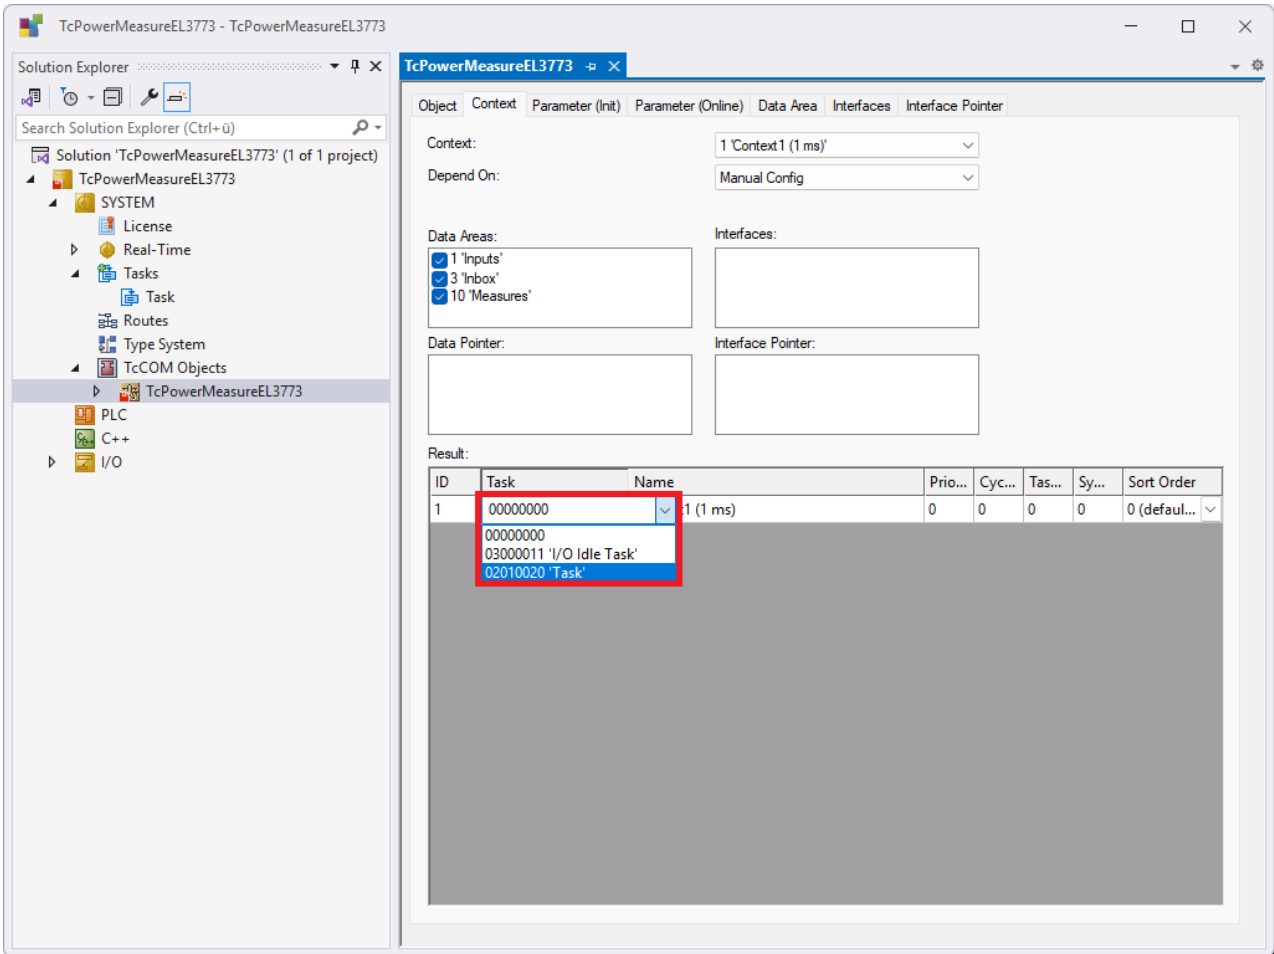 TcPowerMeasureEL3773 - TcPowerMeasureEL3773
Solution Explorer
Search Solution Explorer (Ctrl+ü)
Solution 'TcPowerMeasureEL3773' (1 of 1 project)
TcPowerMeasureEL3773
SYSTEM
License
Real-Time
Tasks
Task
Routes
Type System
TcCOM Objects
TcPowerMeasureEL3773
PLC
C++
I/O
TcPowerMeasureEL3773
Object Context Parameter (Init) Parameter (Online) Data Area Interfaces Interface Pointer
Context: 1 'Context1 (1 ms)'
Depend On: Manual Config
Data Areas: Interfaces:
1 'Inputs'
3 'Inbox'
10 'Measures'
Data Pointer: Interface Pointer:
Result:
ID Task Name Prio... Cyc... Tas... Sy... Sort Order
1 00000000 1 (1 ms) 0 0 0 0 0 (defaul...
00000000
03000011 'I/O Idle Task'
02010020 'Task'